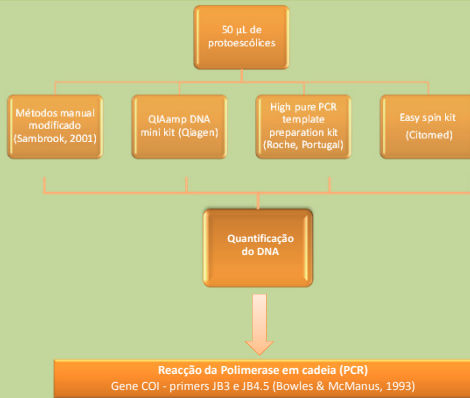 50 µL de
protoescólices
Métodos manual
modificado
(Sambrook, 2001)
QIAamp DNA
mini kit (Qiagen)
High pure PCR
template
preparation kit
(Roche, Portugal)
Easy spin kit
(Citomed)
Quantificação
do DNA
Reacção da Polimerase em cadeia (PCR)
Gene COI - primers JB3 e JB4.5 (Bowles & McManus, 1993)